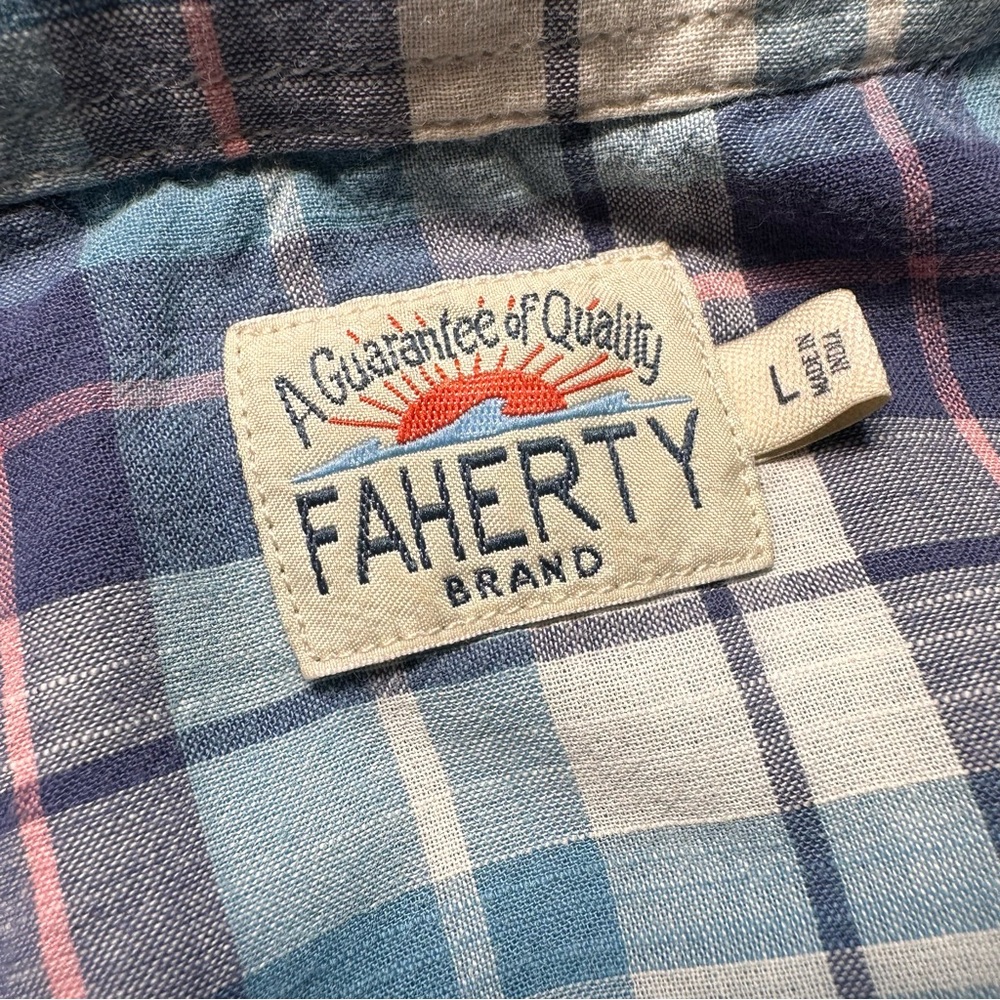 A Guarantee of Quality
FAHERTY
BRAND
L
MADE IN
INDIA